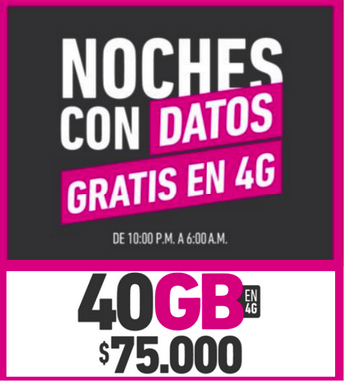 NOCHES
CON DATOS
GRATIS EN 4G
DE 10:00 P.M. A 6:00 A.M.
40GB EN 4G
$75.000